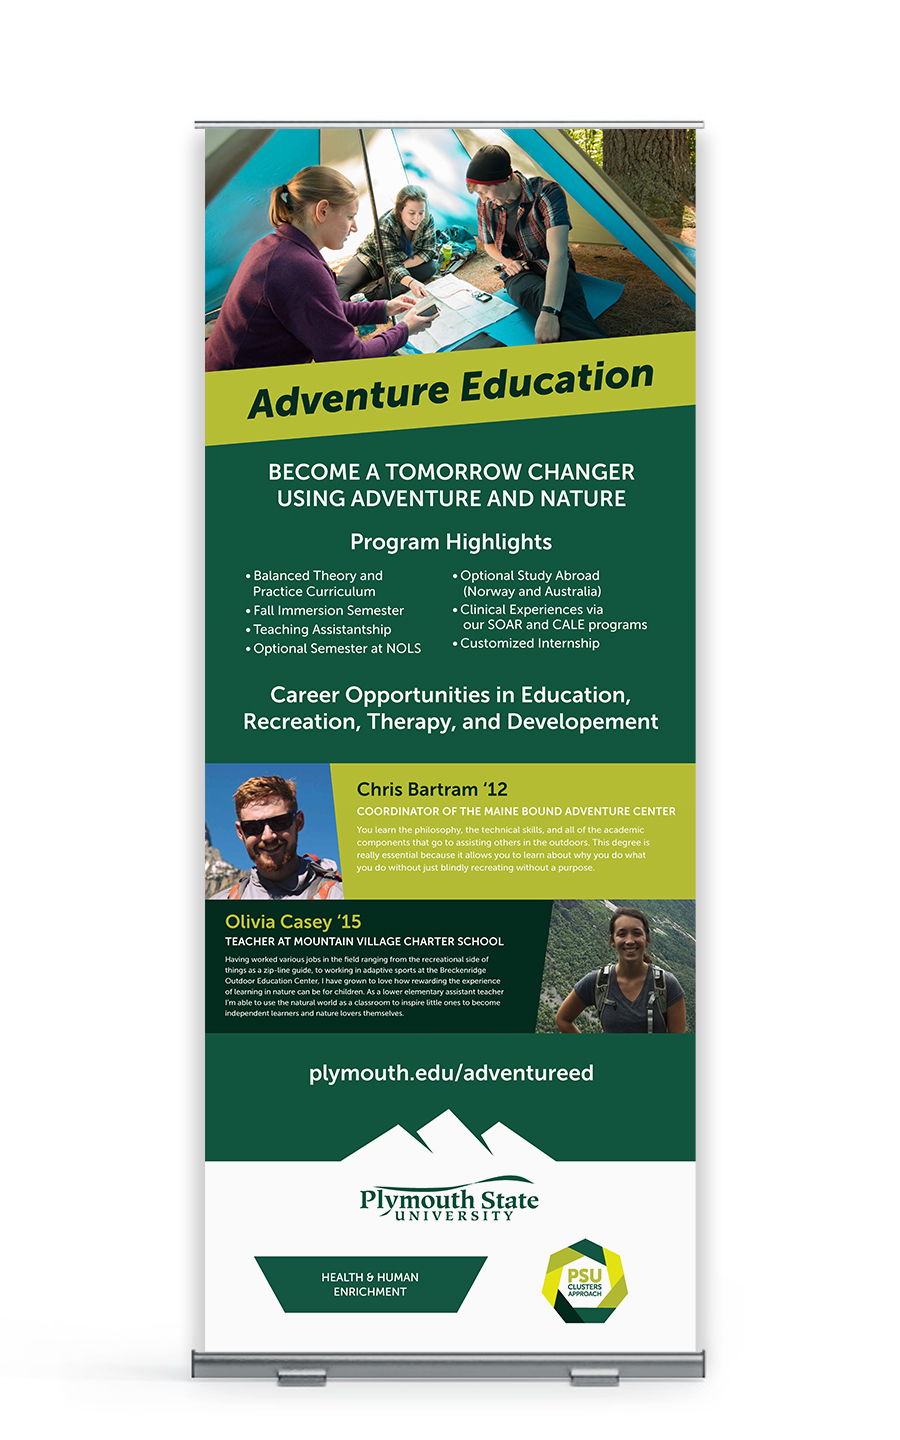 Adventure Education
BECOME A TOMORROW CHANGER
USING ADVENTURE AND NATURE
Program Highlights
• Balanced Theory and
Practice Curriculum
• Fall Immersion Semester
• Teaching Assistantship
• Optional Semester at NOLS
• Optional Study Abroad
(Norway and Australia)
• Clinical Experiences via
our SOAR and CALE programs
• Customized Internship
Career Opportunities in Education,
Recreation, Therapy, and Developement
Chris Bartram ‘12
COORDINATOR OF THE MAINE BOUND ADVENTURE CENTER
You learn the philosophy, the technical skills, and all of the academic
components that go to assisting others in the outdoors. This degree is
really essential because it allows you to learn about why you do what
you do without just blindly recreating without a purpose.
Olivia Casey ‘15
TEACHER AT MOUNTAIN VILLAGE CHARTER SCHOOL
Having worked various jobs in the field ranging from the recreational side of
things as a zip-line guide, to working in adaptive sports at the Breckenridge
Outdoor Education Center, I have grown to love how rewarding the experience
of learning in nature can be for children. As a lower elementary assistant teacher
I'm able to use the natural world as a classroom to inspire little ones to become
independent learners and nature lovers themselves.
plymouth.edu/adventureed
Plymouth State
UNIVERSITY
HEALTH & HUMAN
ENRICHMENT
PSU
CLUSTERS
APPROACH